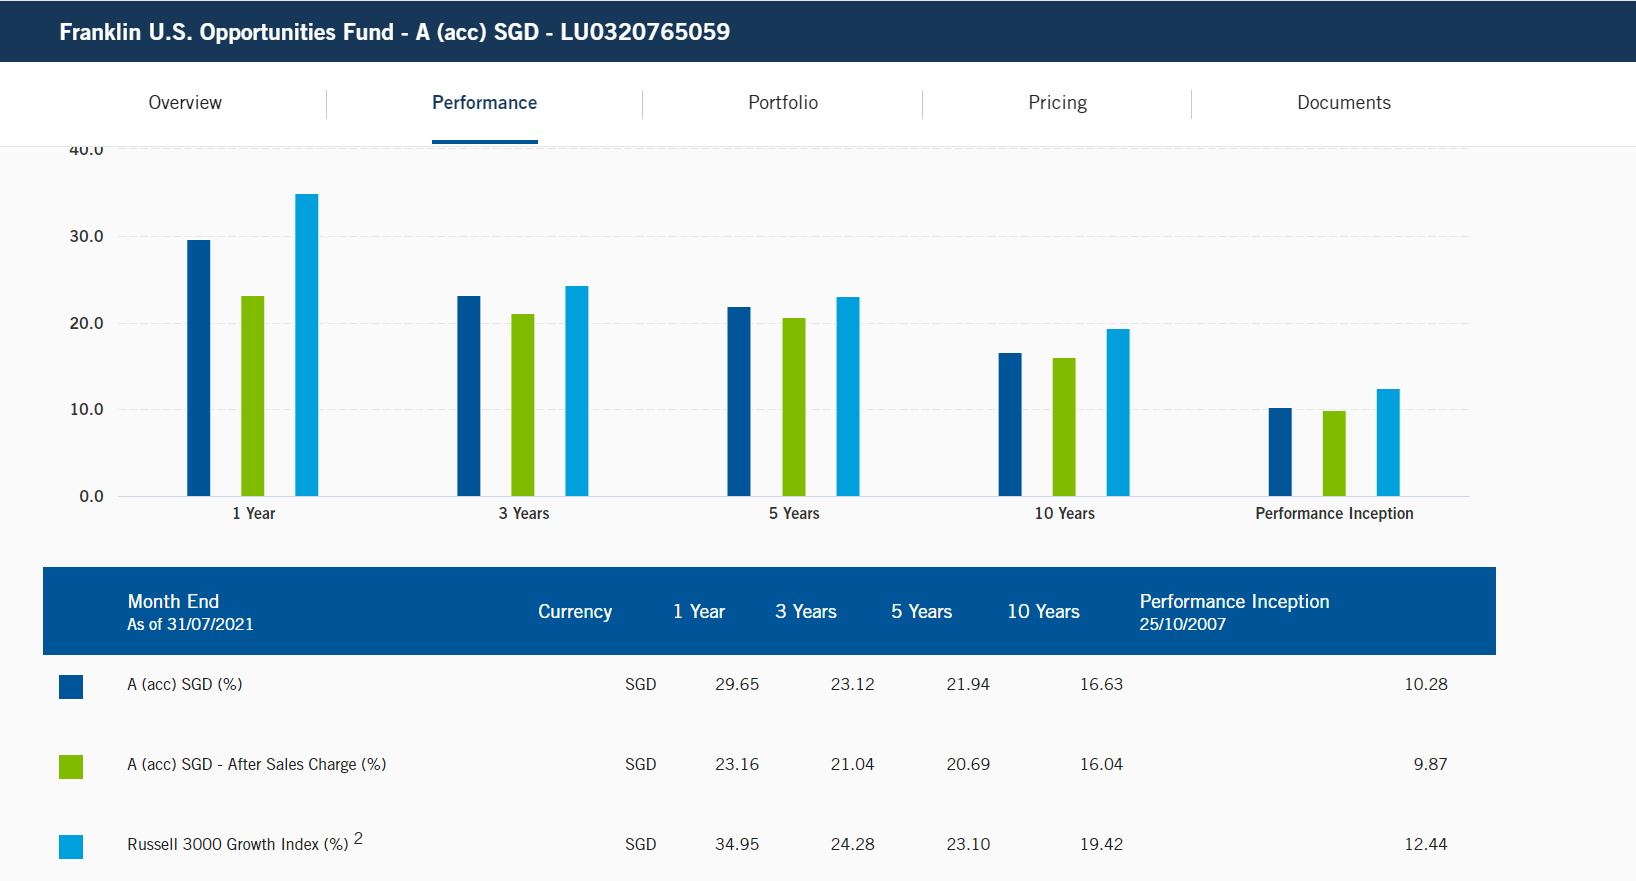 Franklin U.S. Opportunities Fund - A (acc) SGD - LU0320765059
Overview Performance Portfolio Pricing Documents
40.0
30.0
20.0
10.0
0.0
1 Year 3 Years 5 Years 10 Years Performance Inception
Month End Currency 1 Year 3 Years 5 Years 10 Years Performance Inception
As of 31/07/2021 25/10/2007
A (acc) SGD (%) SGD 29.65 23.12 21.94 16.63 10.28
A (acc) SGD - After Sales Charge (%) SGD 23.16 21.04 20.69 16.04 9.87
Russell 3000 Growth Index (%) 2 SGD 34.95 24.28 23.10 19.42 12.44